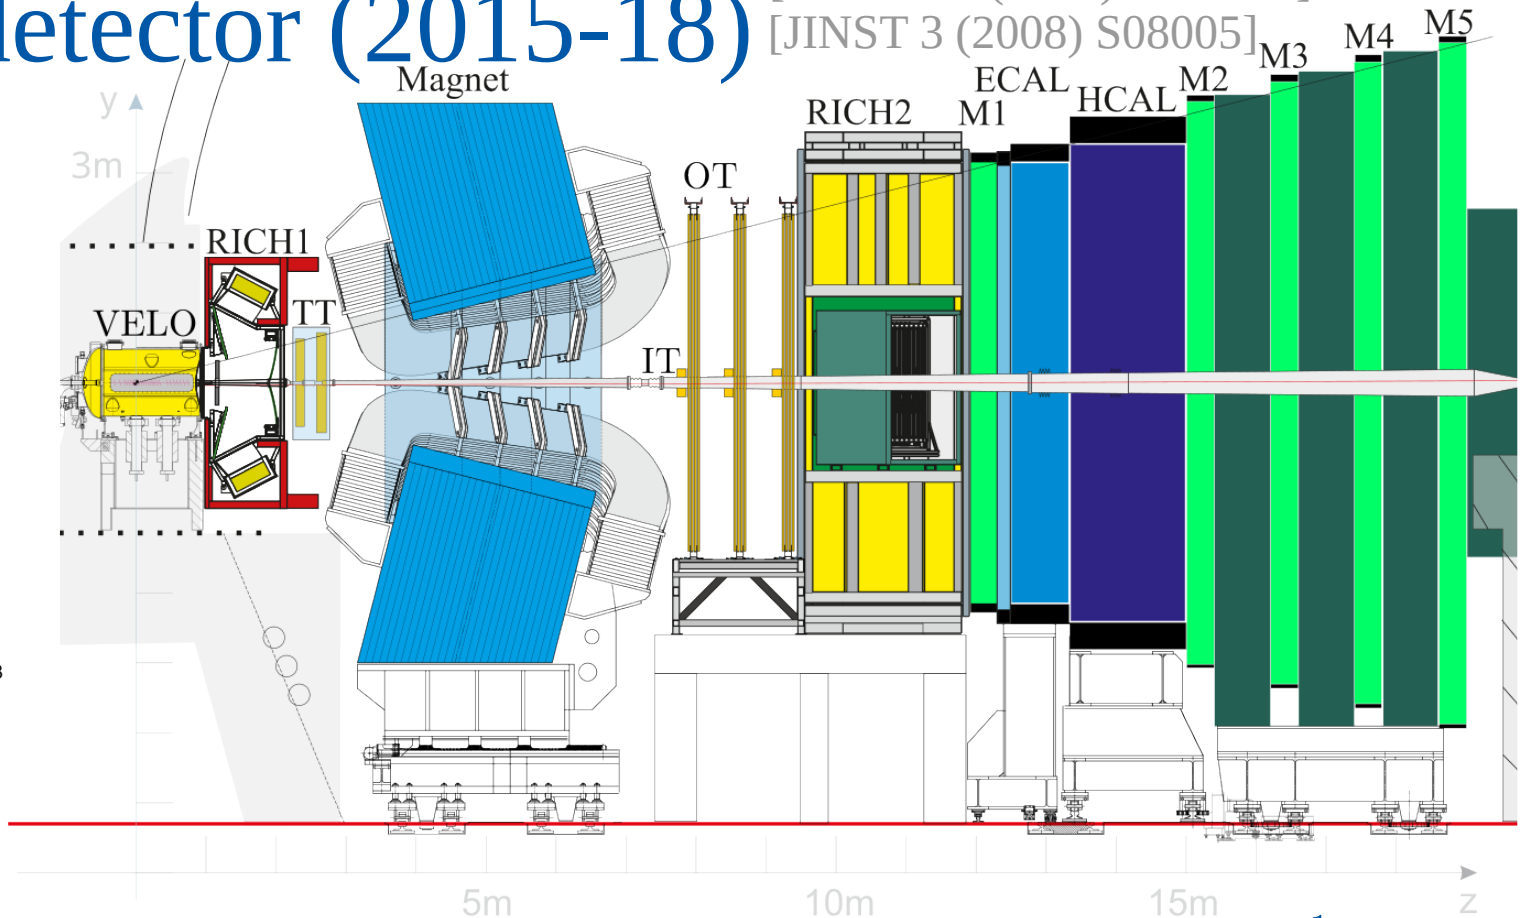 detector (2015-18)
[JINST 3 (2008) S08005]
M5
M4
M3
Magnet
ECAL
M2
HCAL
y
RICH2
M1
3m
OT
RICH1
TT
VELO
IT
5m
10m
15m
z